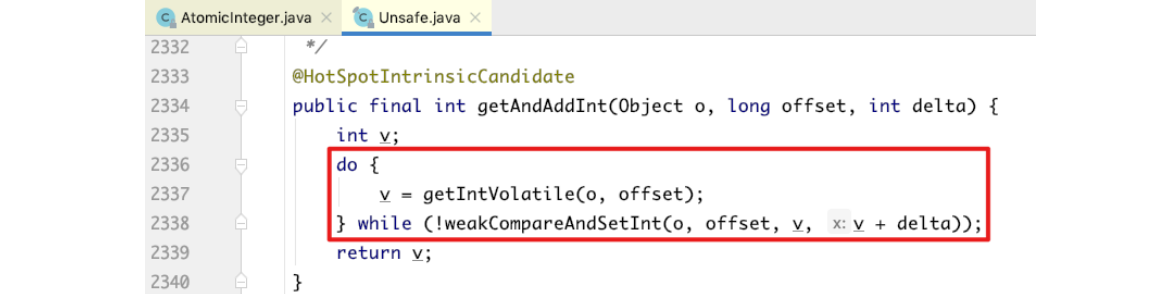 AtomicInteger.java × Unsafe.java ×
2332 */
2333 @HotSpotIntrinsicCandidate
2334 public final int getAndAddInt(Object o, long offset, int delta) {
2335 int v;
2336 do {
2337 v = getIntVolatile(o, offset);
2338 } while (!weakCompareAndSetInt(o, offset, v, x: v + delta));
2339 return v;
2340 }